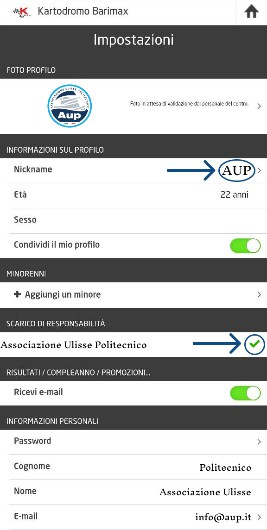 Kartodromo Barimax
Impostazioni
FOTO PROFILO
Aup
Foto in attesa di validazione dal personale del centro.
INFORMAZIONI SUL PROFILO
Nickname AUP
Età 22 anni
Sesso
Condividi il mio profilo
MINORENNI
+ Aggiungi un minore
SCARICO DI RESPONSABILITÀ
Associazione Ulisse Politecnico
RISULTATI / COMPLEANNO / PROMOZIONI...
Ricevi e-mail
INFORMAZIONI PERSONALI
Password
Cognome Politecnico
Nome Associazione Ulisse
E-mail info@aup.it